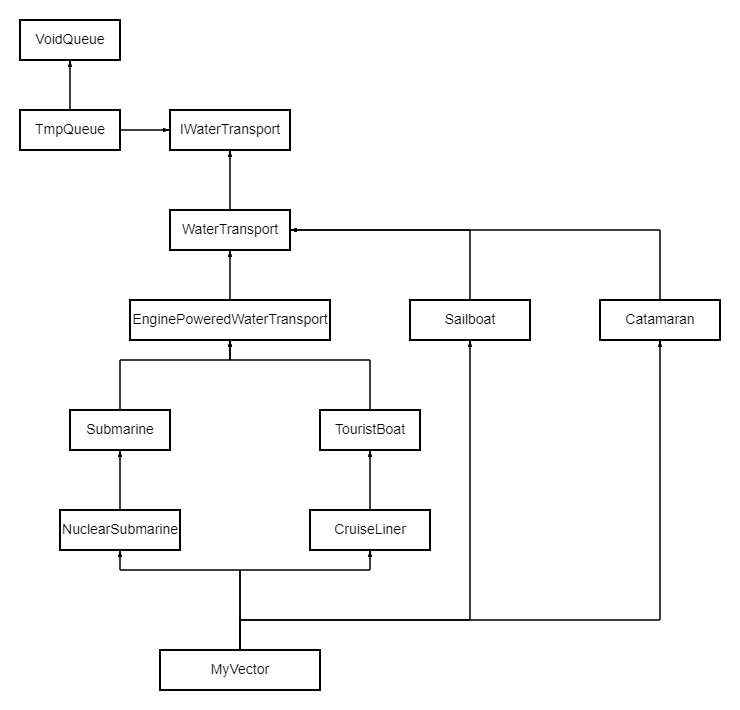 VoidQueue
TmpQueue
IWaterTransport
WaterTransport
EnginePoweredWaterTransport
Sailboat
Catamaran
Submarine
TouristBoat
NuclearSubmarine
CruiseLiner
MyVector